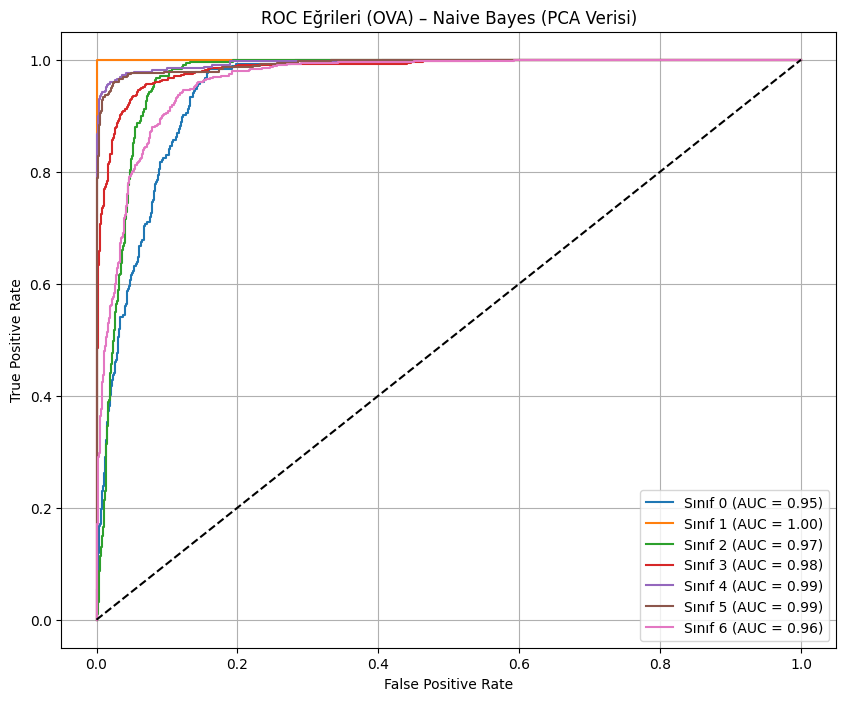 ROC Eğrileri (OVA) – Naive Bayes (PCA Verisi)
True Positive Rate
1.0
0.8
0.6
0.4
0.2
0.0
0.0 0.2 0.4 0.6 0.8 1.0
False Positive Rate
Sınıf 0 (AUC = 0.95)
Sınıf 1 (AUC = 1.00)
Sınıf 2 (AUC = 0.97)
Sınıf 3 (AUC = 0.98)
Sınıf 4 (AUC = 0.99)
Sınıf 5 (AUC = 0.99)
Sınıf 6 (AUC = 0.96)